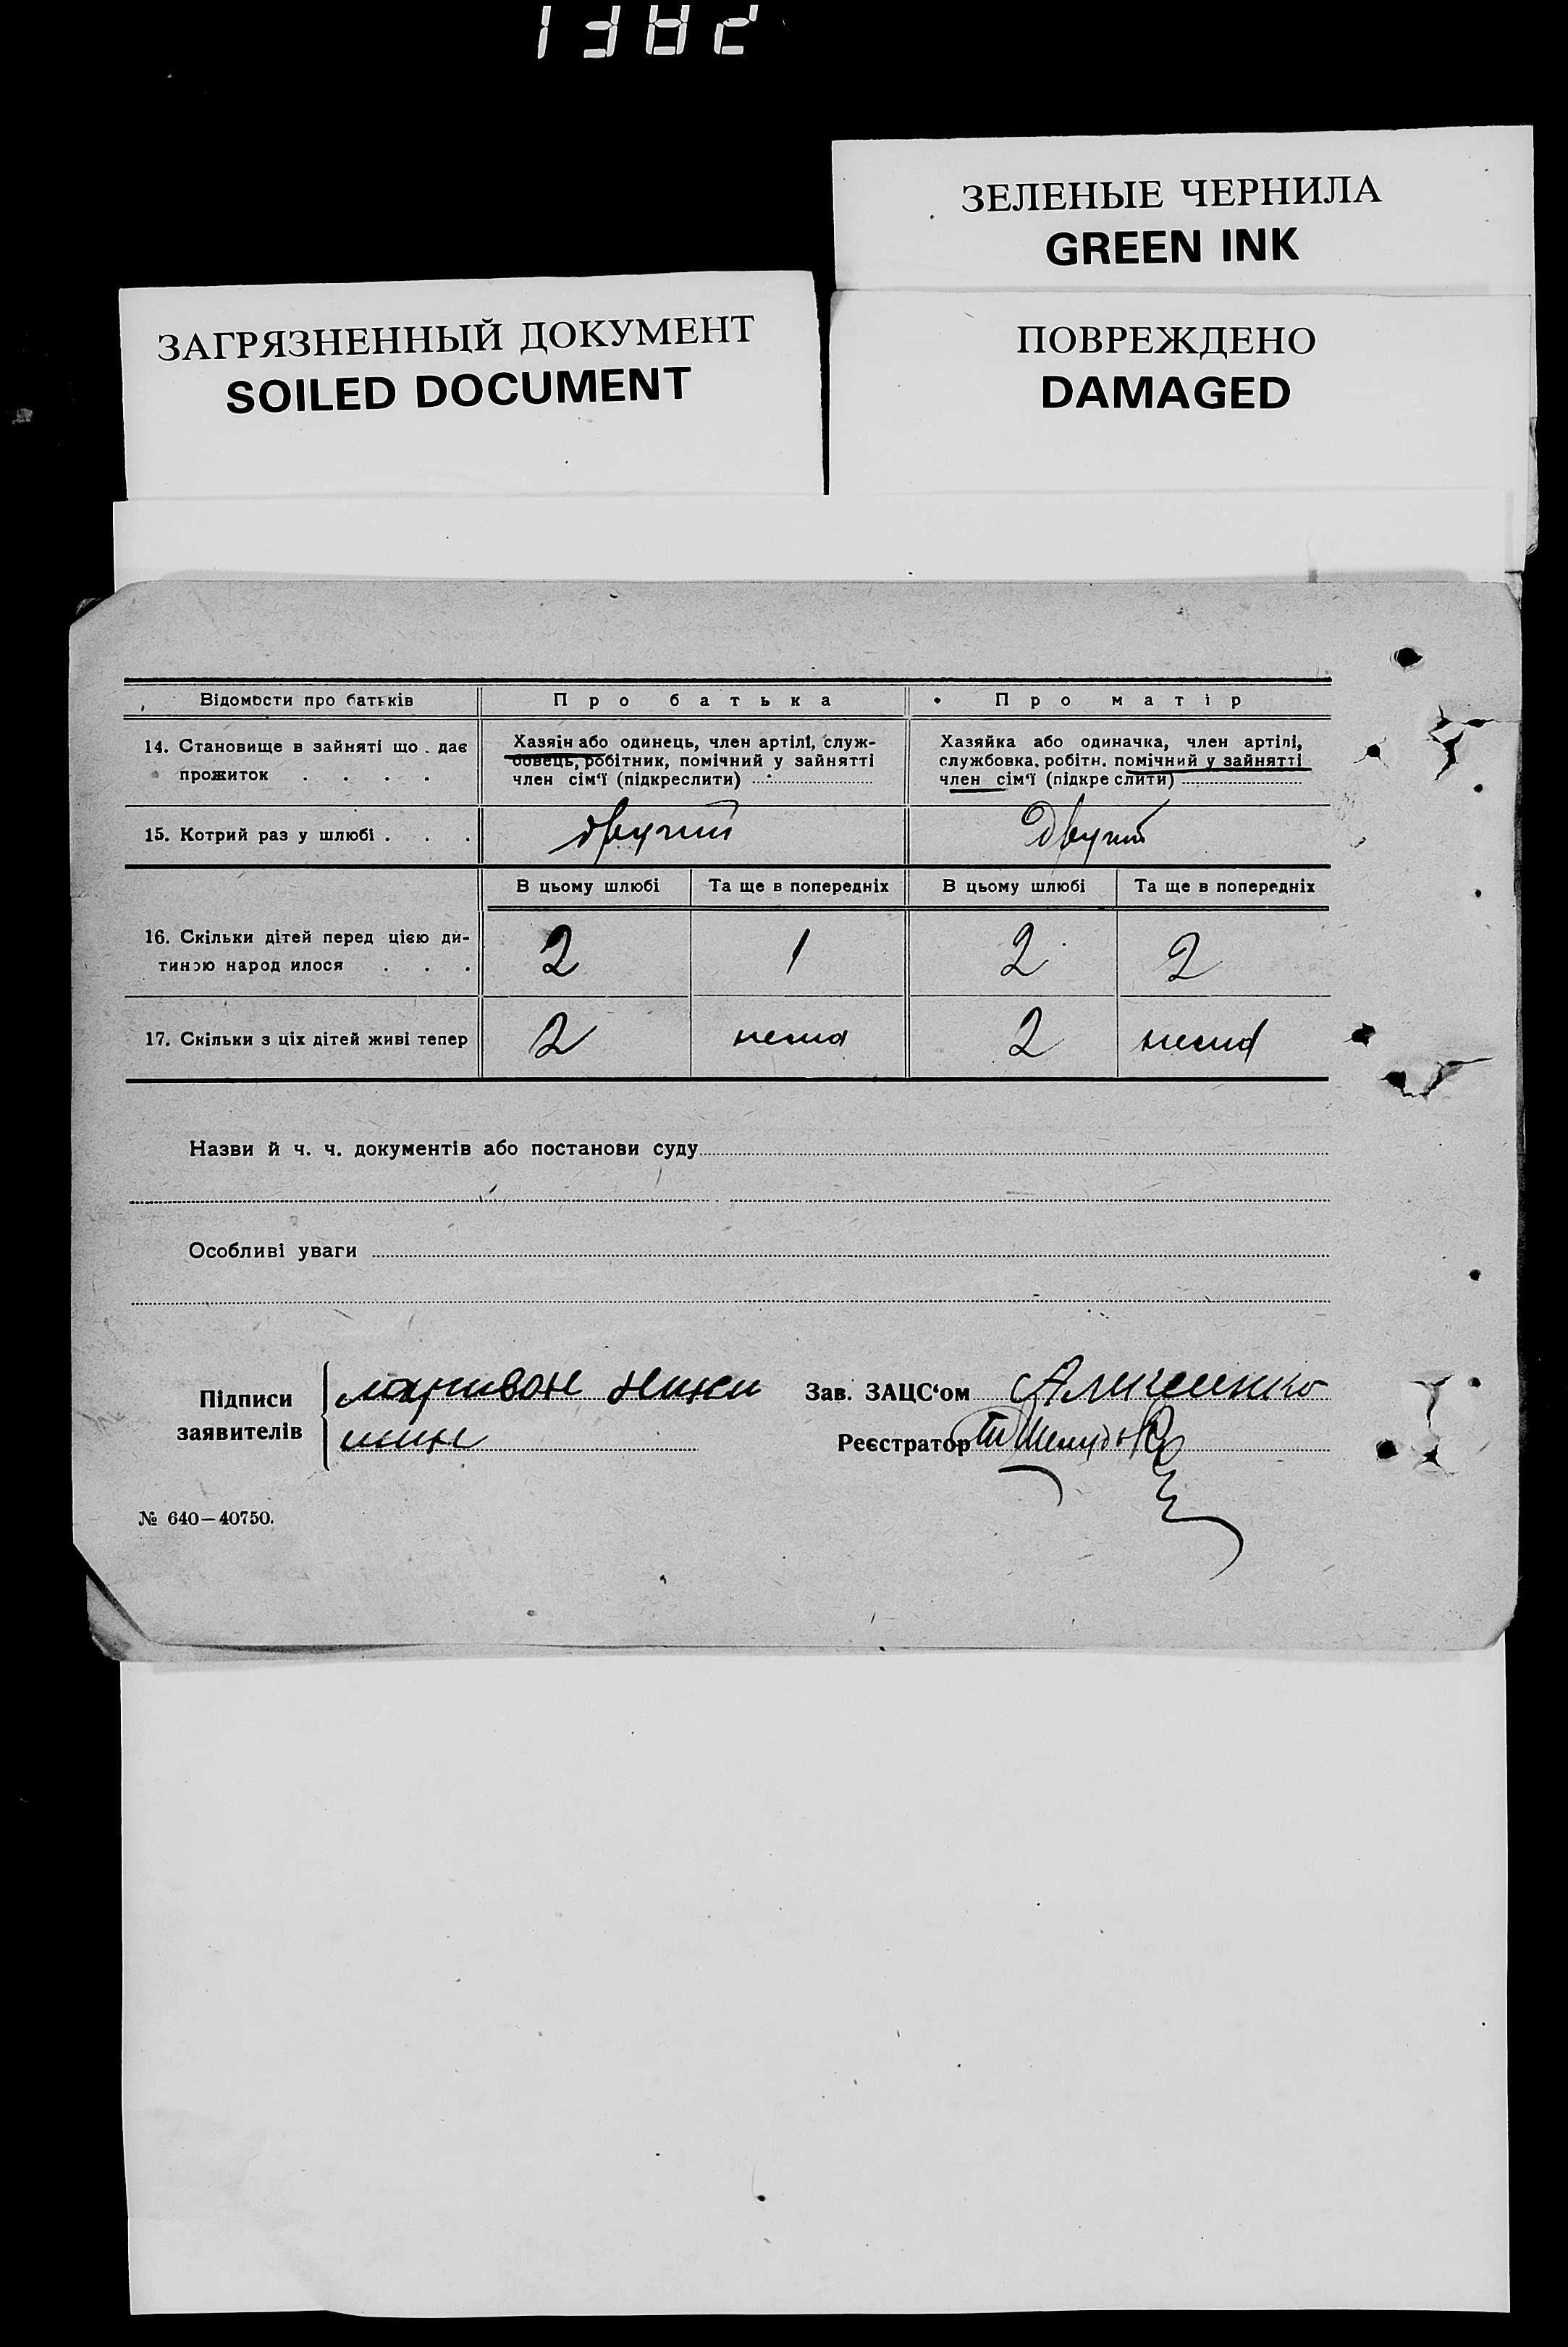 1382
ЗЕЛЕНЫЕ ЧЕРНИЛА
GREEN INK
ЗАГРЯЗНЕННЫЙ ДОКУМЕНТ
SOILED DOCUMENT
ПОВРЕЖДЕНО
DAMAGED
Відомости про батьків
Про батька
Про матір
14. Становище в зайняті що дає
прожиток . . . .
Хазяїн або одинець, член артілі, служ-
бовець, робітник, помічний у зайнятті
член сім'ї (підкреслити)
Хазяйка або одиначка, член артілі,
службовка, робітн. помічний у зайнятті
член сім'ї (підкреслити)
15. Котрий раз у шлюбі . . .
другий
Другий
В цьому шлюбі
Та ще в попередніх
В цьому шлюбі
Та ще в попередніх
16. Скільки дітей перед цією ди-
тиною народилося . . .
2
1
2
2
17. Скільки з ціх дітей живі тепер
2
нема
2
нема
Назви й ч. ч. документів або постанови суду
Особливі уваги
Підписи
заявителів
Зав. ЗАЦС'ом
Реєстратор
№ 640—40750.